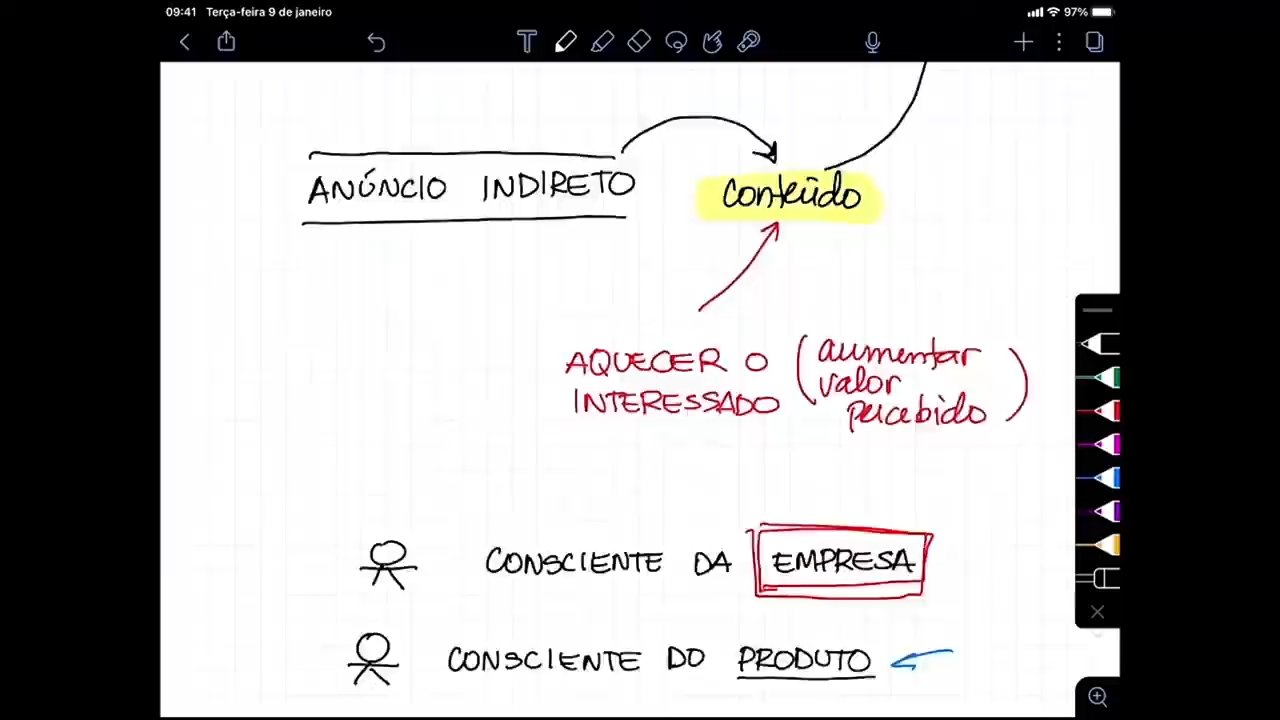 09:41 Terça-feira 9 de janeiro 97%
ANÚNCIO INDIRETO
conteúdo
AQUECER O (aumentar
INTERESSADO valor
percebido)
CONSCIENTE DA EMPRESA
CONSCIENTE DO PRODUTO